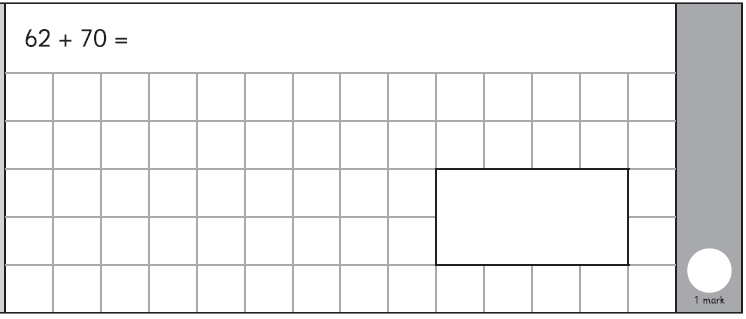 62 + 70 =
1 mark